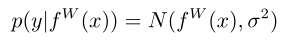 p(y|f^W(x)) = N(f^W(x), σ^2)